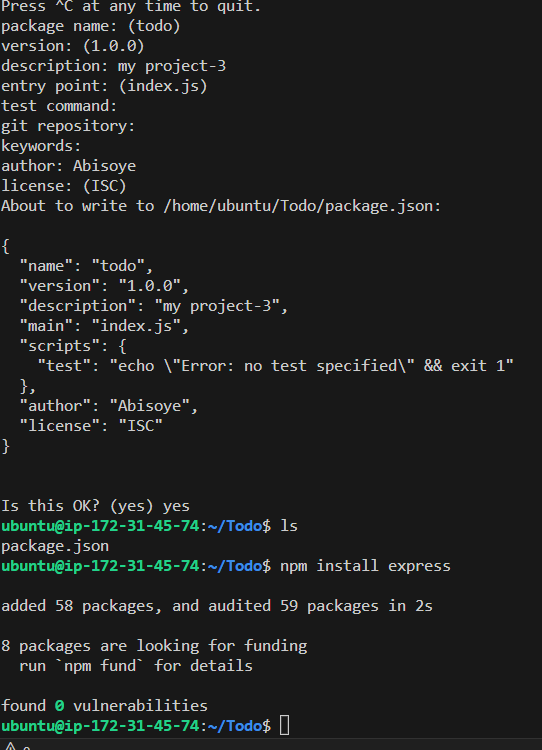 Press ^C at any time to quit.
package name: (todo)
version: (1.0.0)
description: my project-3
entry point: (index.js)
test command:
git repository:
keywords:
author: Abisoye
license: (ISC)
About to write to /home/ubuntu/Todo/package.json:

{
  "name": "todo",
  "version": "1.0.0",
  "description": "my project-3",
  "main": "index.js",
  "scripts": {
    "test": "echo \"Error: no test specified\" && exit 1"
  },
  "author": "Abisoye",
  "license": "ISC"
}

Is this OK? (yes) yes
ubuntu@ip-172-31-45-74:~/Todo$ ls
package.json
ubuntu@ip-172-31-45-74:~/Todo$ npm install express

added 58 packages, and audited 59 packages in 2s

8 packages are looking for funding
  run `npm fund` for details

found 0 vulnerabilities
ubuntu@ip-172-31-45-74:~/Todo$